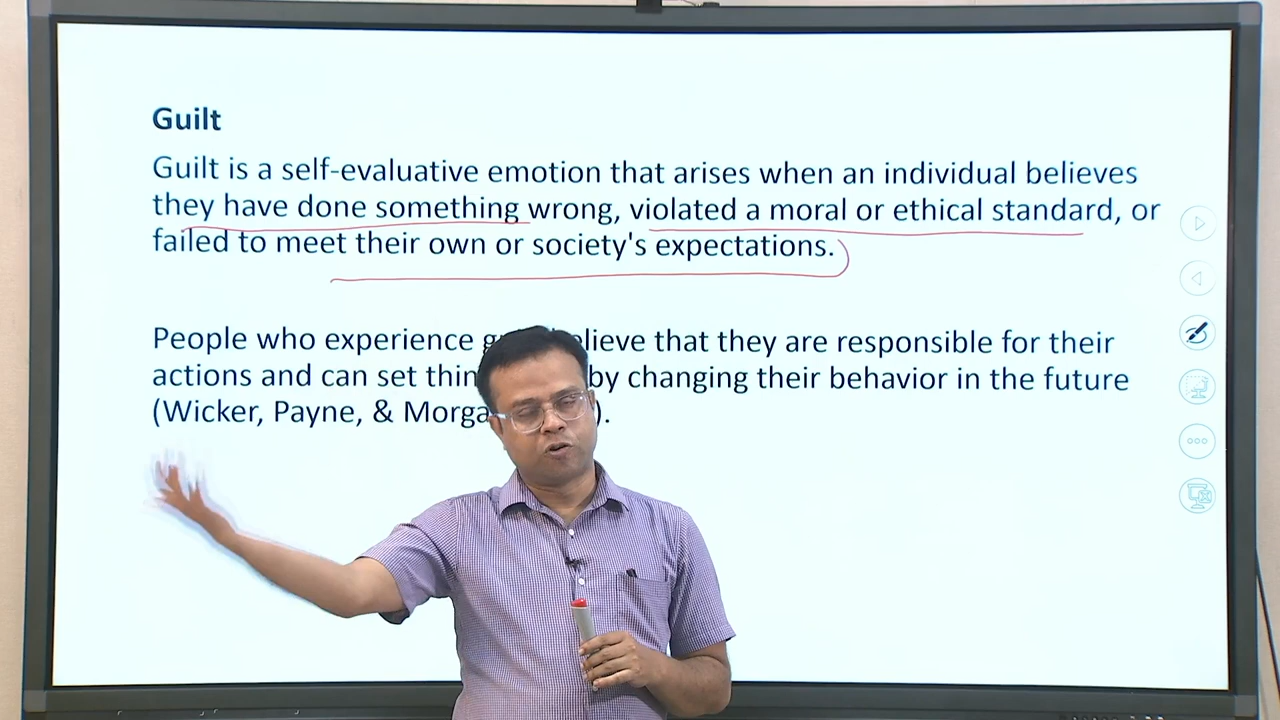 Guilt
Guilt is a self-evaluative emotion that arises when an individual believes
they have done something wrong, violated a moral or ethical standard, or
failed to meet their own or society's expectations.
People who experience believe that they are responsible for their
actions and can set by changing their behavior in the future
(Wicker, Payne, & ).